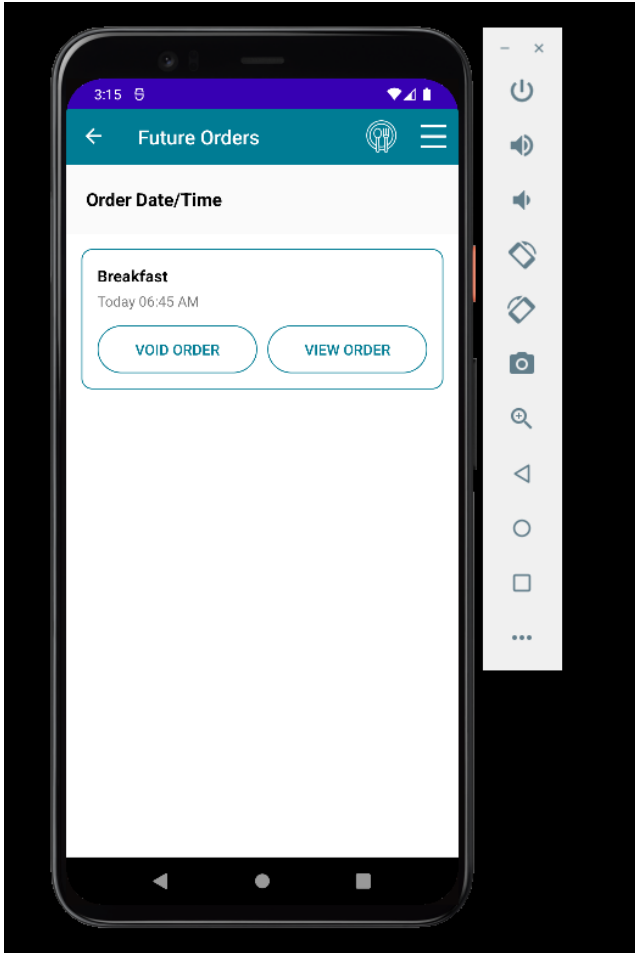 3:15
Future Orders
Order Date/Time
Breakfast
Today 06:45 AM
VOID ORDER VIEW ORDER